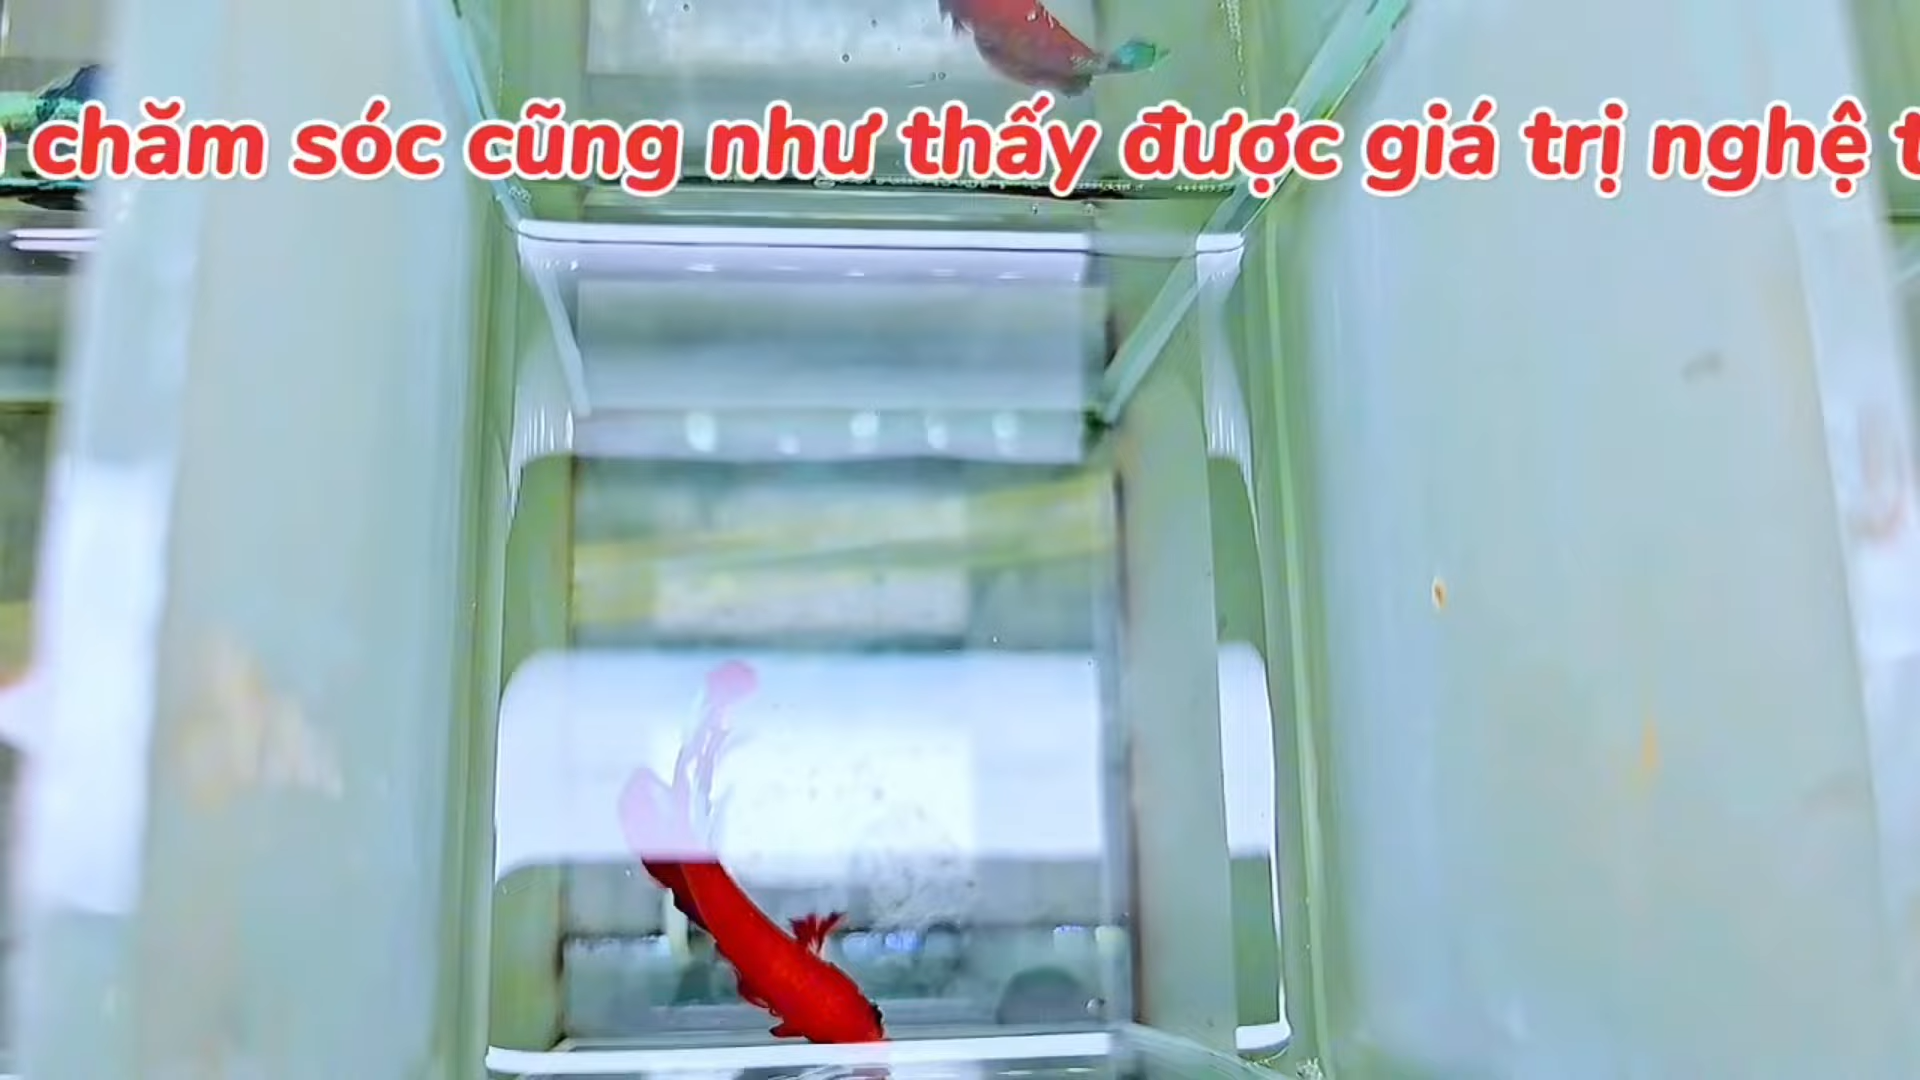 chăm sóc cũng như thấy được giá trị nghệ